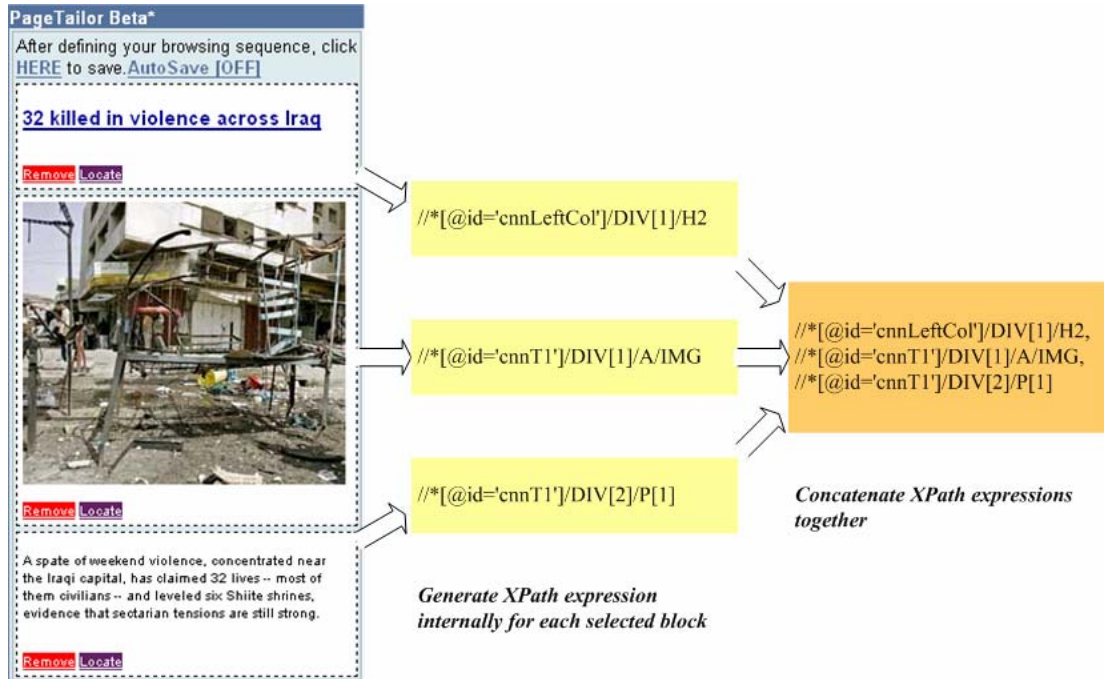 PageTailor Beta*
After defining your browsing sequence, click
HERE to save.AutoSave [OFF]
32 killed in violence across Iraq
Remove Locate
Remove Locate
A spate of weekend violence, concentrated near
the Iraqi capital, has claimed 32 lives -- most of
them civilians -- and leveled six Shiite shrines,
evidence that sectarian tensions are still strong.
Remove Locate
//*[@id='cnnLeftCol']/DIV[1]/H2
//*[@id='cnnT1']/DIV[1]/A/IMG
//*[@id='cnnT1']/DIV[2]/P[1]
Generate XPath expression
internally for each selected block
//*[@id='cnnLeftCol']/DIV[1]/H2,
//*[@id='cnnT1']/DIV[1]/A/IMG,
//*[@id='cnnT1']/DIV[2]/P[1]
Concatenate XPath expressions
together